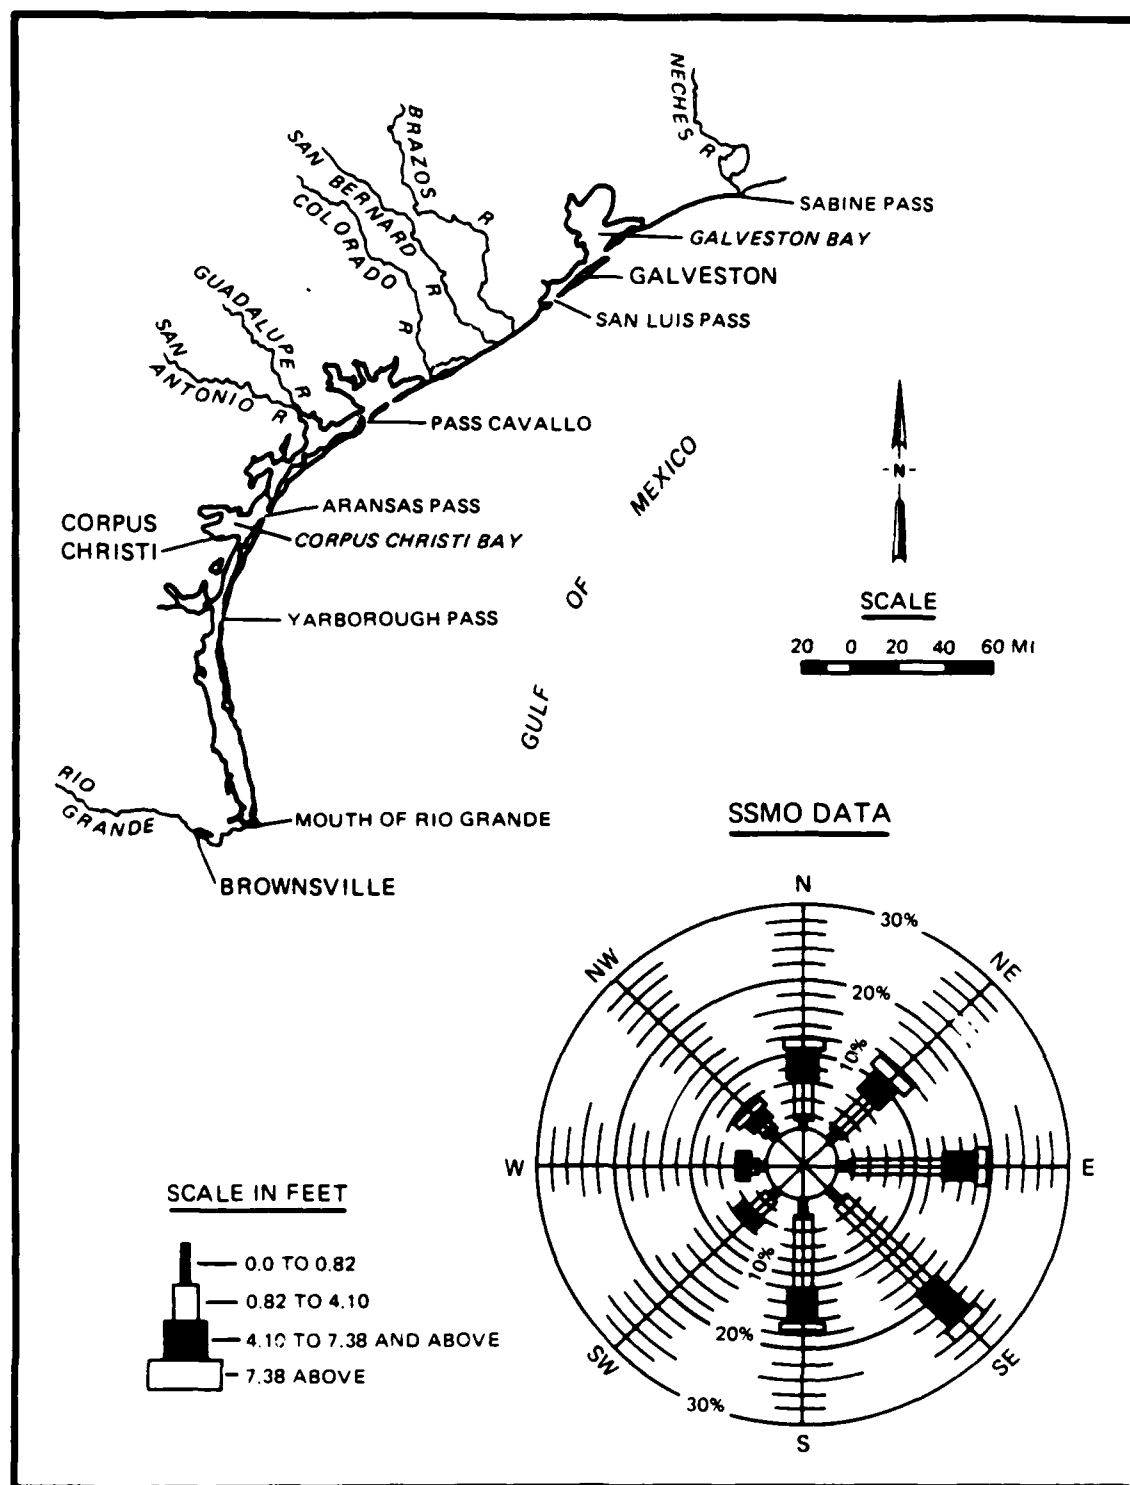 NECHES R
BRAZOS R
SAN BERNARD R
COLORADO R
SABINE PASS
GALVESTON BAY
GALVESTON
SAN LUIS PASS
GUADALUPE R
SAN
ANTONIO R
PASS CAVALLO
MEXICO
OF
GULF
-N-
ARANSAS PASS
CORPUS
CHRISTI
CORPUS CHRISTI BAY
YARBOROUGH PASS
SCALE
20 0 20 40 60 MI
RIO
GRANDE
MOUTH OF RIO GRANDE
BROWNSVILLE
SSMO DATA
N
30%
NW
NE
20%
10%
W
E
10%
20%
SW
SE
30%
S
SCALE IN FEET
0.0 TO 0.82
0.82 TO 4.10
4.10 TO 7.38 AND ABOVE
7.38 ABOVE